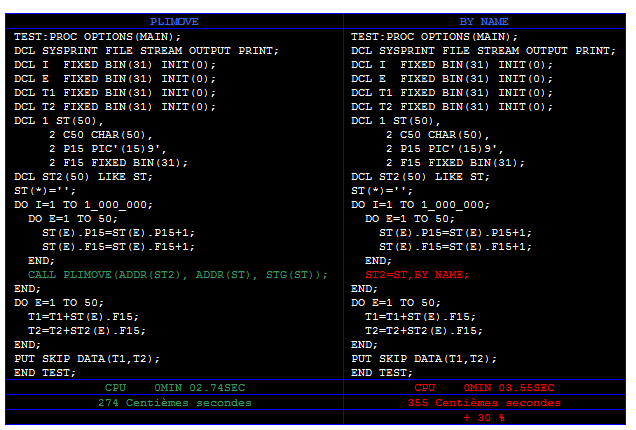 PLIMOVE
TEST:PROC OPTIONS(MAIN);
DCL SYSPRINT FILE STREAM OUTPUT PRINT;
DCL I  FIXED BIN(31) INIT(0);
DCL E  FIXED BIN(31) INIT(0);
DCL T1 FIXED BIN(31) INIT(0);
DCL T2 FIXED BIN(31) INIT(0);
DCL 1 ST(50),
     2 C50 CHAR(50),
     2 P15 PIC'(15)9',
     2 F15 FIXED BIN(31);
DCL ST2(50) LIKE ST;
ST(*)='';
DO I=1 TO 1_000_000;
  DO E=1 TO 50;
    ST(E).P15=ST(E).P15+1;
    ST(E).F15=ST(E).F15+1;
  END;
  CALL PLIMOVE(ADDR(ST2), ADDR(ST), STG(ST));
END;
DO E=1 TO 50;
  T1=T1+ST(E).F15;
  T2=T2+ST2(E).F15;
END;
PUT SKIP DATA(T1,T2);
END TEST;
CPU    0MIN 02.74SEC
274 Centièmes secondes
BY NAME
TEST:PROC OPTIONS(MAIN);
DCL SYSPRINT FILE STREAM OUTPUT PRINT;
DCL I  FIXED BIN(31) INIT(0);
DCL E  FIXED BIN(31) INIT(0);
DCL T1 FIXED BIN(31) INIT(0);
DCL T2 FIXED BIN(31) INIT(0);
DCL 1 ST(50),
     2 C50 CHAR(50),
     2 P15 PIC'(15)9',
     2 F15 FIXED BIN(31);
DCL ST2(50) LIKE ST;
ST(*)='';
DO I=1 TO 1_000_000;
  DO E=1 TO 50;
    ST(E).P15=ST(E).P15+1;
    ST(E).F15=ST(E).F15+1;
  END;
  ST2=ST,BY NAME;
END;
DO E=1 TO 50;
  T1=T1+ST(E).F15;
  T2=T2+ST2(E).F15;
END;
PUT SKIP DATA(T1,T2);
END TEST;
CPU    0MIN 03.55SEC
355 Centièmes secondes
+ 30 %